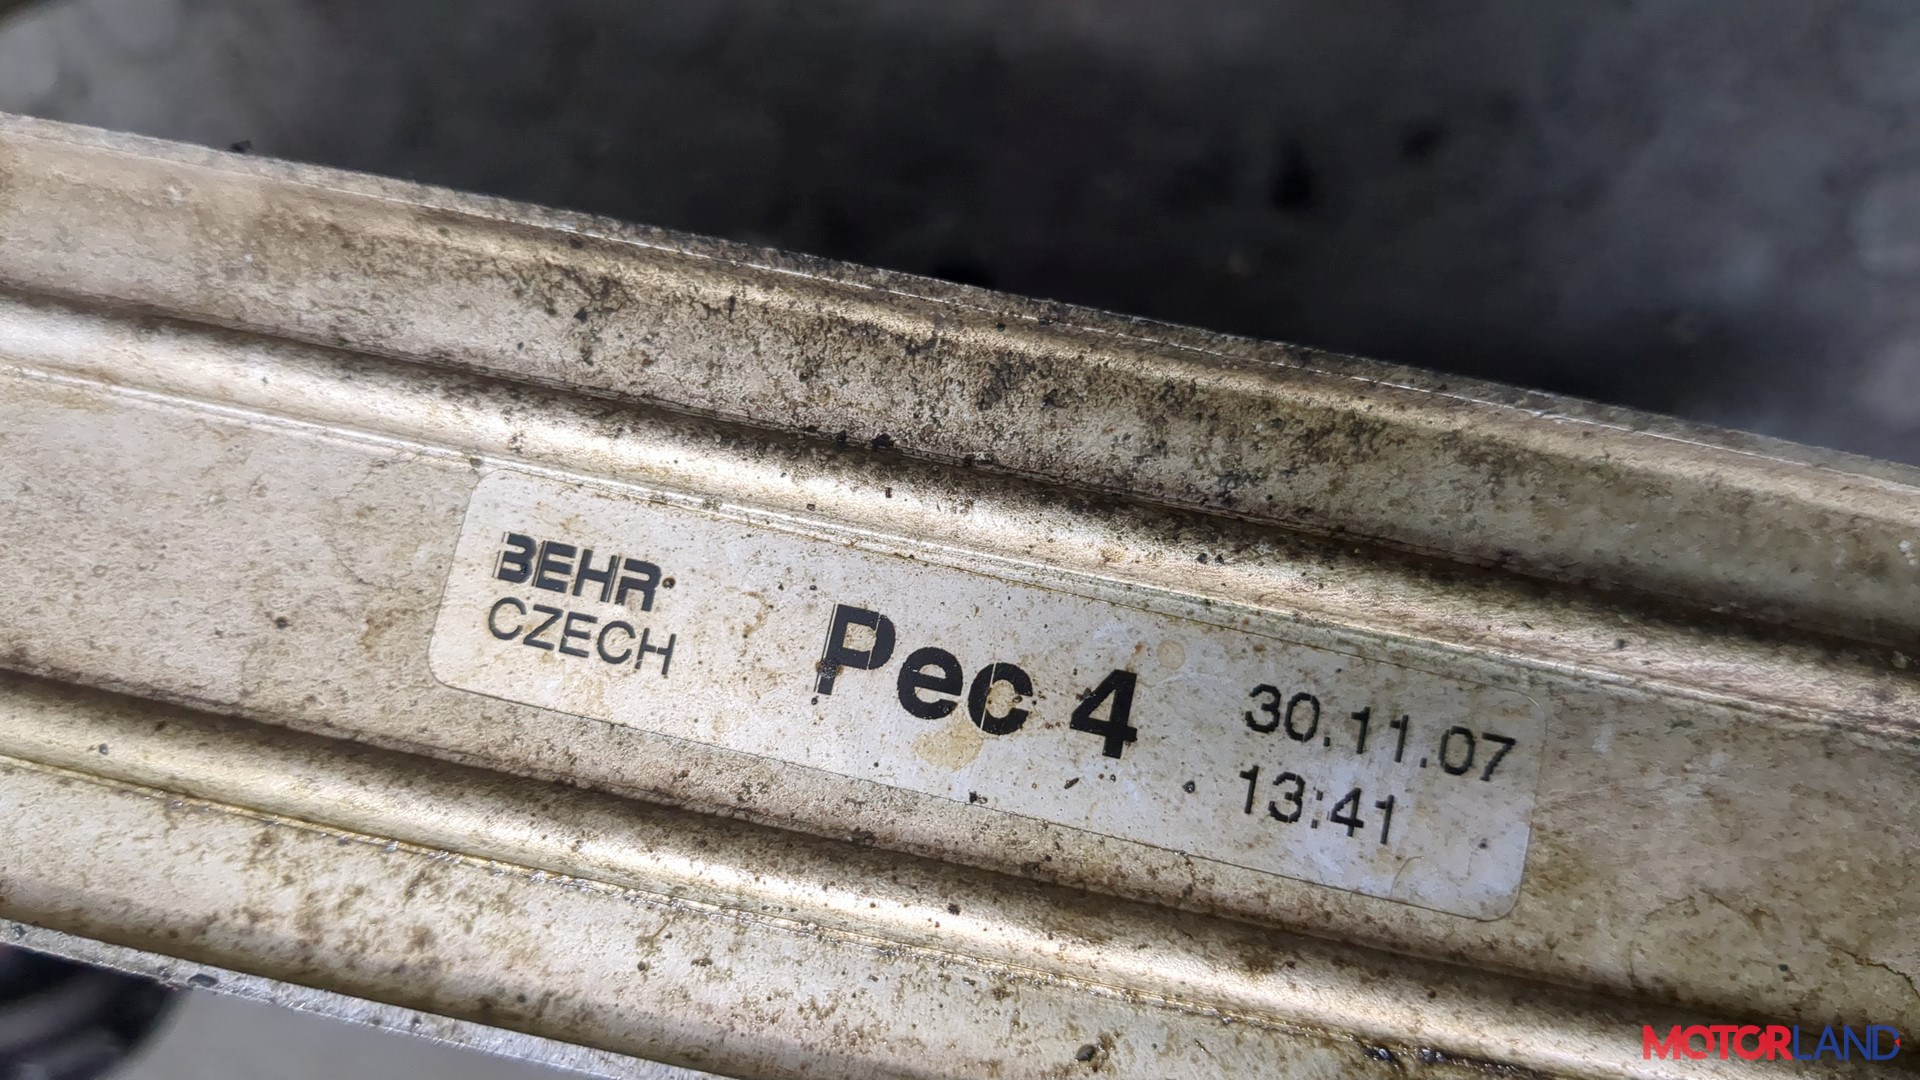 BEHR
CZECH
Pec 4
30.11.07
13:41
MOTORLAND